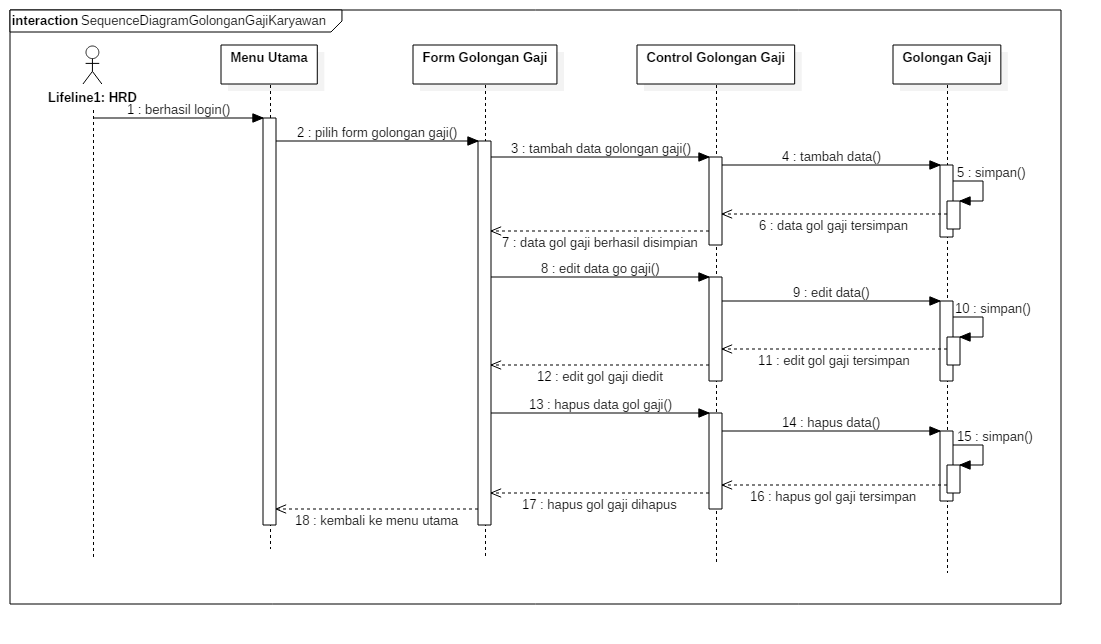 interaction SequenceDiagramGolonganGajiKaryawan
Menu Utama
Form Golongan Gaji
Control Golongan Gaji
Golongan Gaji
Lifeline1: HRD
1 : berhasil login()
2 : pilih form golongan gaji()
3 : tambah data golongan gaji()
4 : tambah data()
5 : simpan()
6 : data gol gaji tersimpan
7 : data gol gaji berhasil disimpian
8 : edit data go gaji()
9 : edit data()
10 : simpan()
11 : edit gol gaji tersimpan
12 : edit gol gaji diedit
13 : hapus data gol gaji()
14 : hapus data()
15 : simpan()
16 : hapus gol gaji tersimpan
17 : hapus gol gaji dihapus
18 : kembali ke menu utama